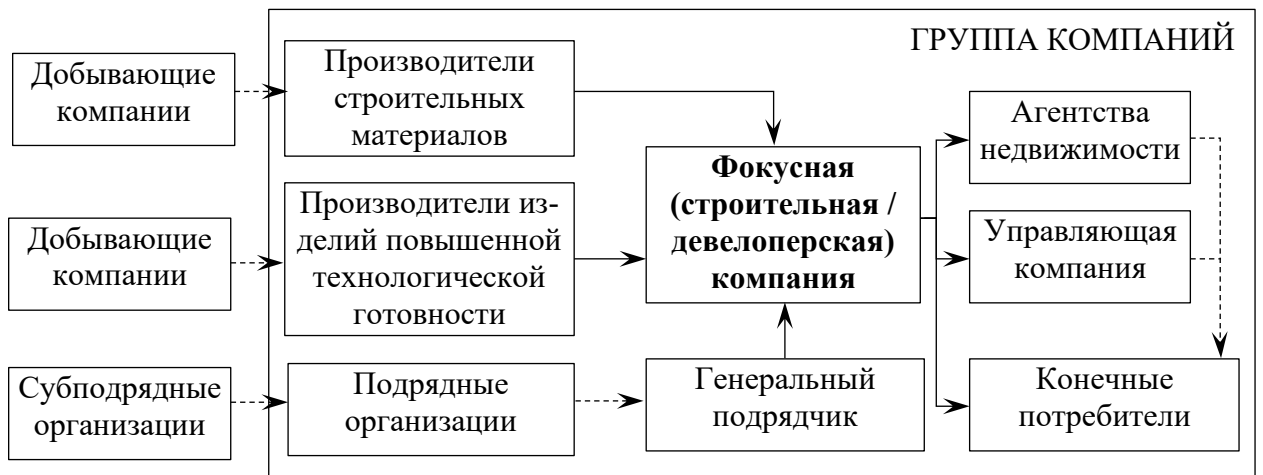 ГРУППА КОМПАНИЙ
Добывающие
компании
Производители
строительных
материалов
Агентства
недвижимости
Фокусная
(строительная /
девелоперская)
компания
Добывающие
компании
Производители из-
делий повышенной
технологической
готовности
Управляющая
компания
Субподрядные
организации
Подрядные
организации
Генеральный
подрядчик
Конечные
потребители